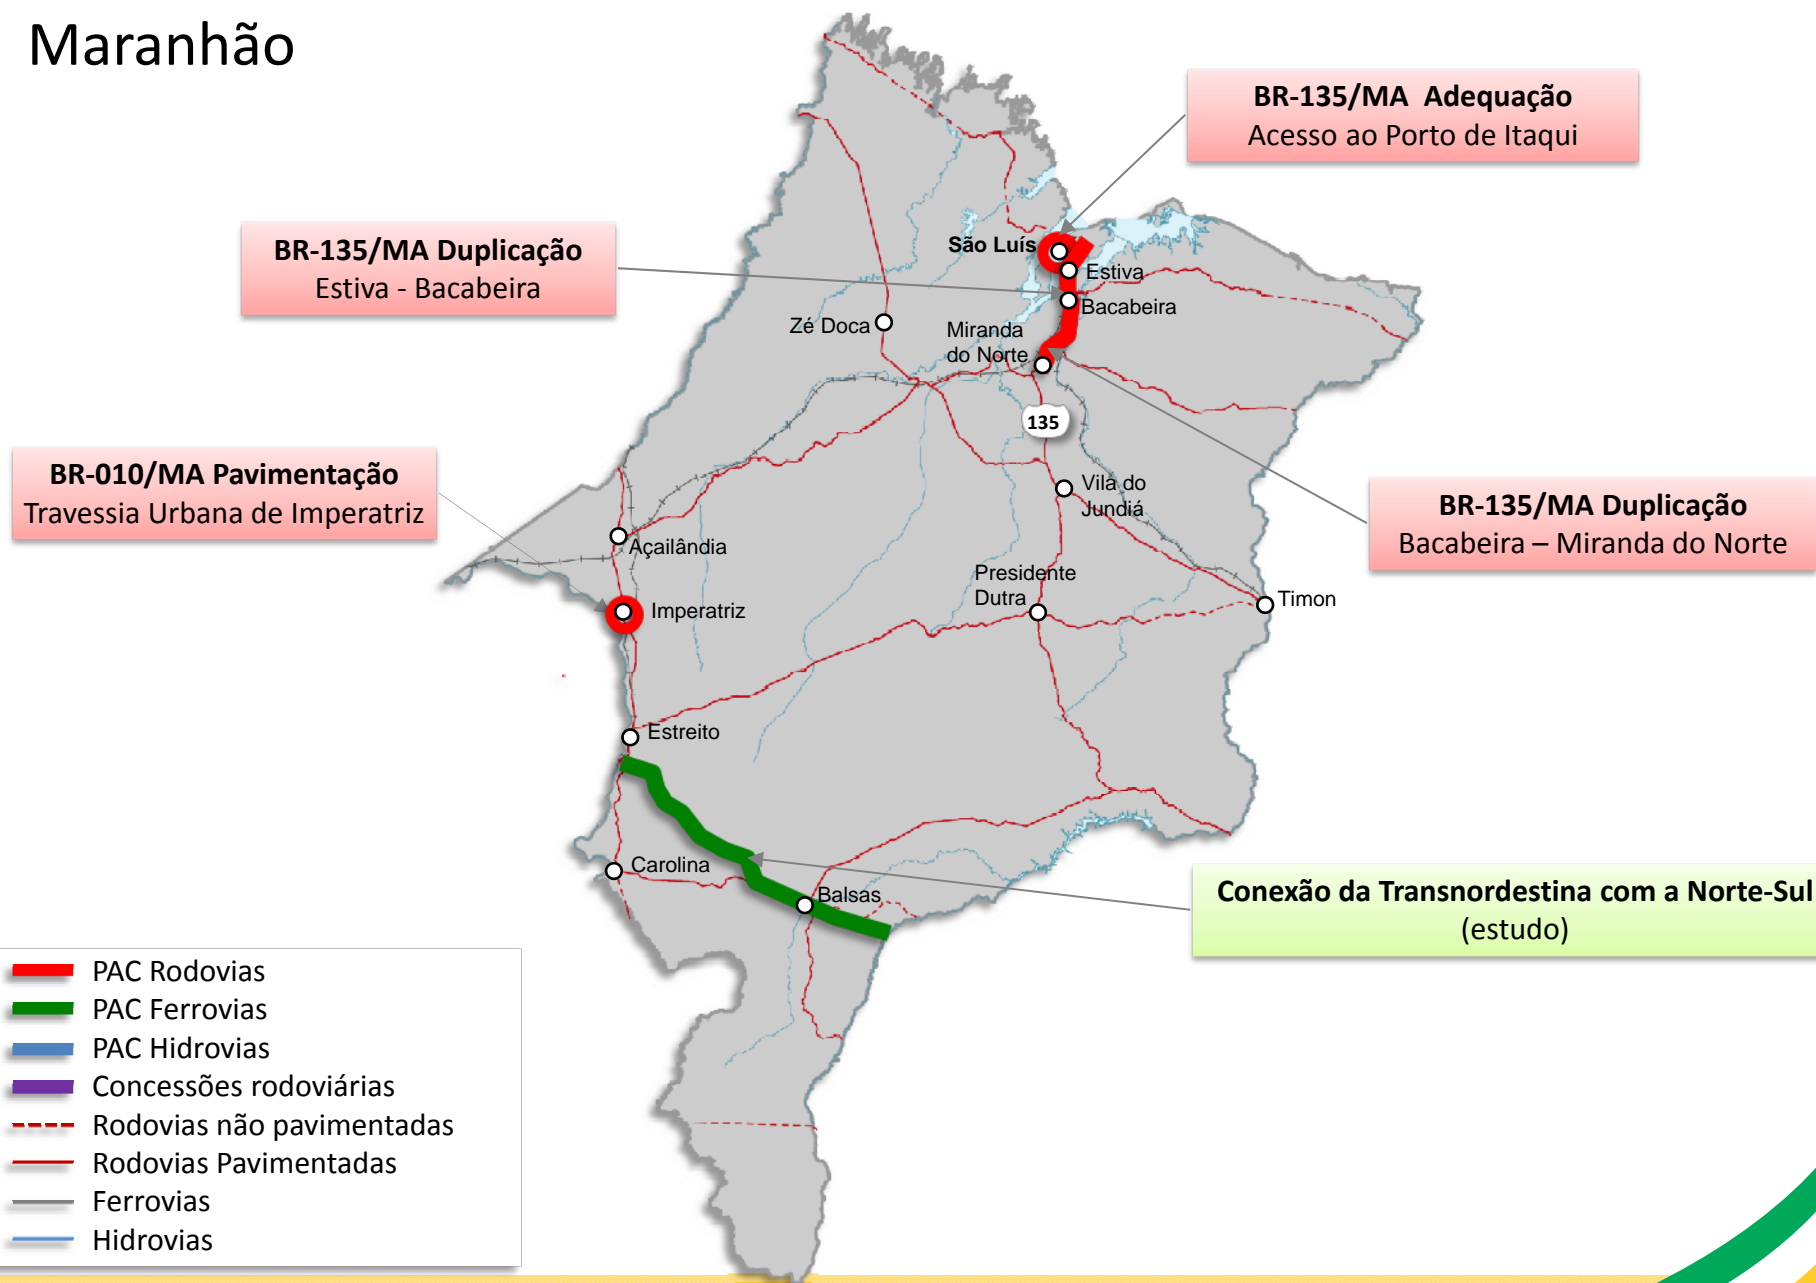 Maranhão
BR-135/MA  Adequação
Acesso ao Porto de Itaqui
BR-135/MA Duplicação
Estiva - Bacabeira
São Luís
Estiva
Bacabeira
Zé Doca
Miranda
do Norte
135
BR-010/MA Pavimentação
Travessia Urbana de Imperatriz
Vila do
Jundiá
BR-135/MA Duplicação
Bacabeira – Miranda do Norte
Açailândia
Presidente
Dutra
Timon
Imperatriz
Estreito
Carolina
Balsas
Conexão da Transnordestina com a Norte-Sul
(estudo)
PAC Rodovias
PAC Ferrovias
PAC Hidrovias
Concessões rodoviárias
Rodovias não pavimentadas
Rodovias Pavimentadas
Ferrovias
Hidrovias